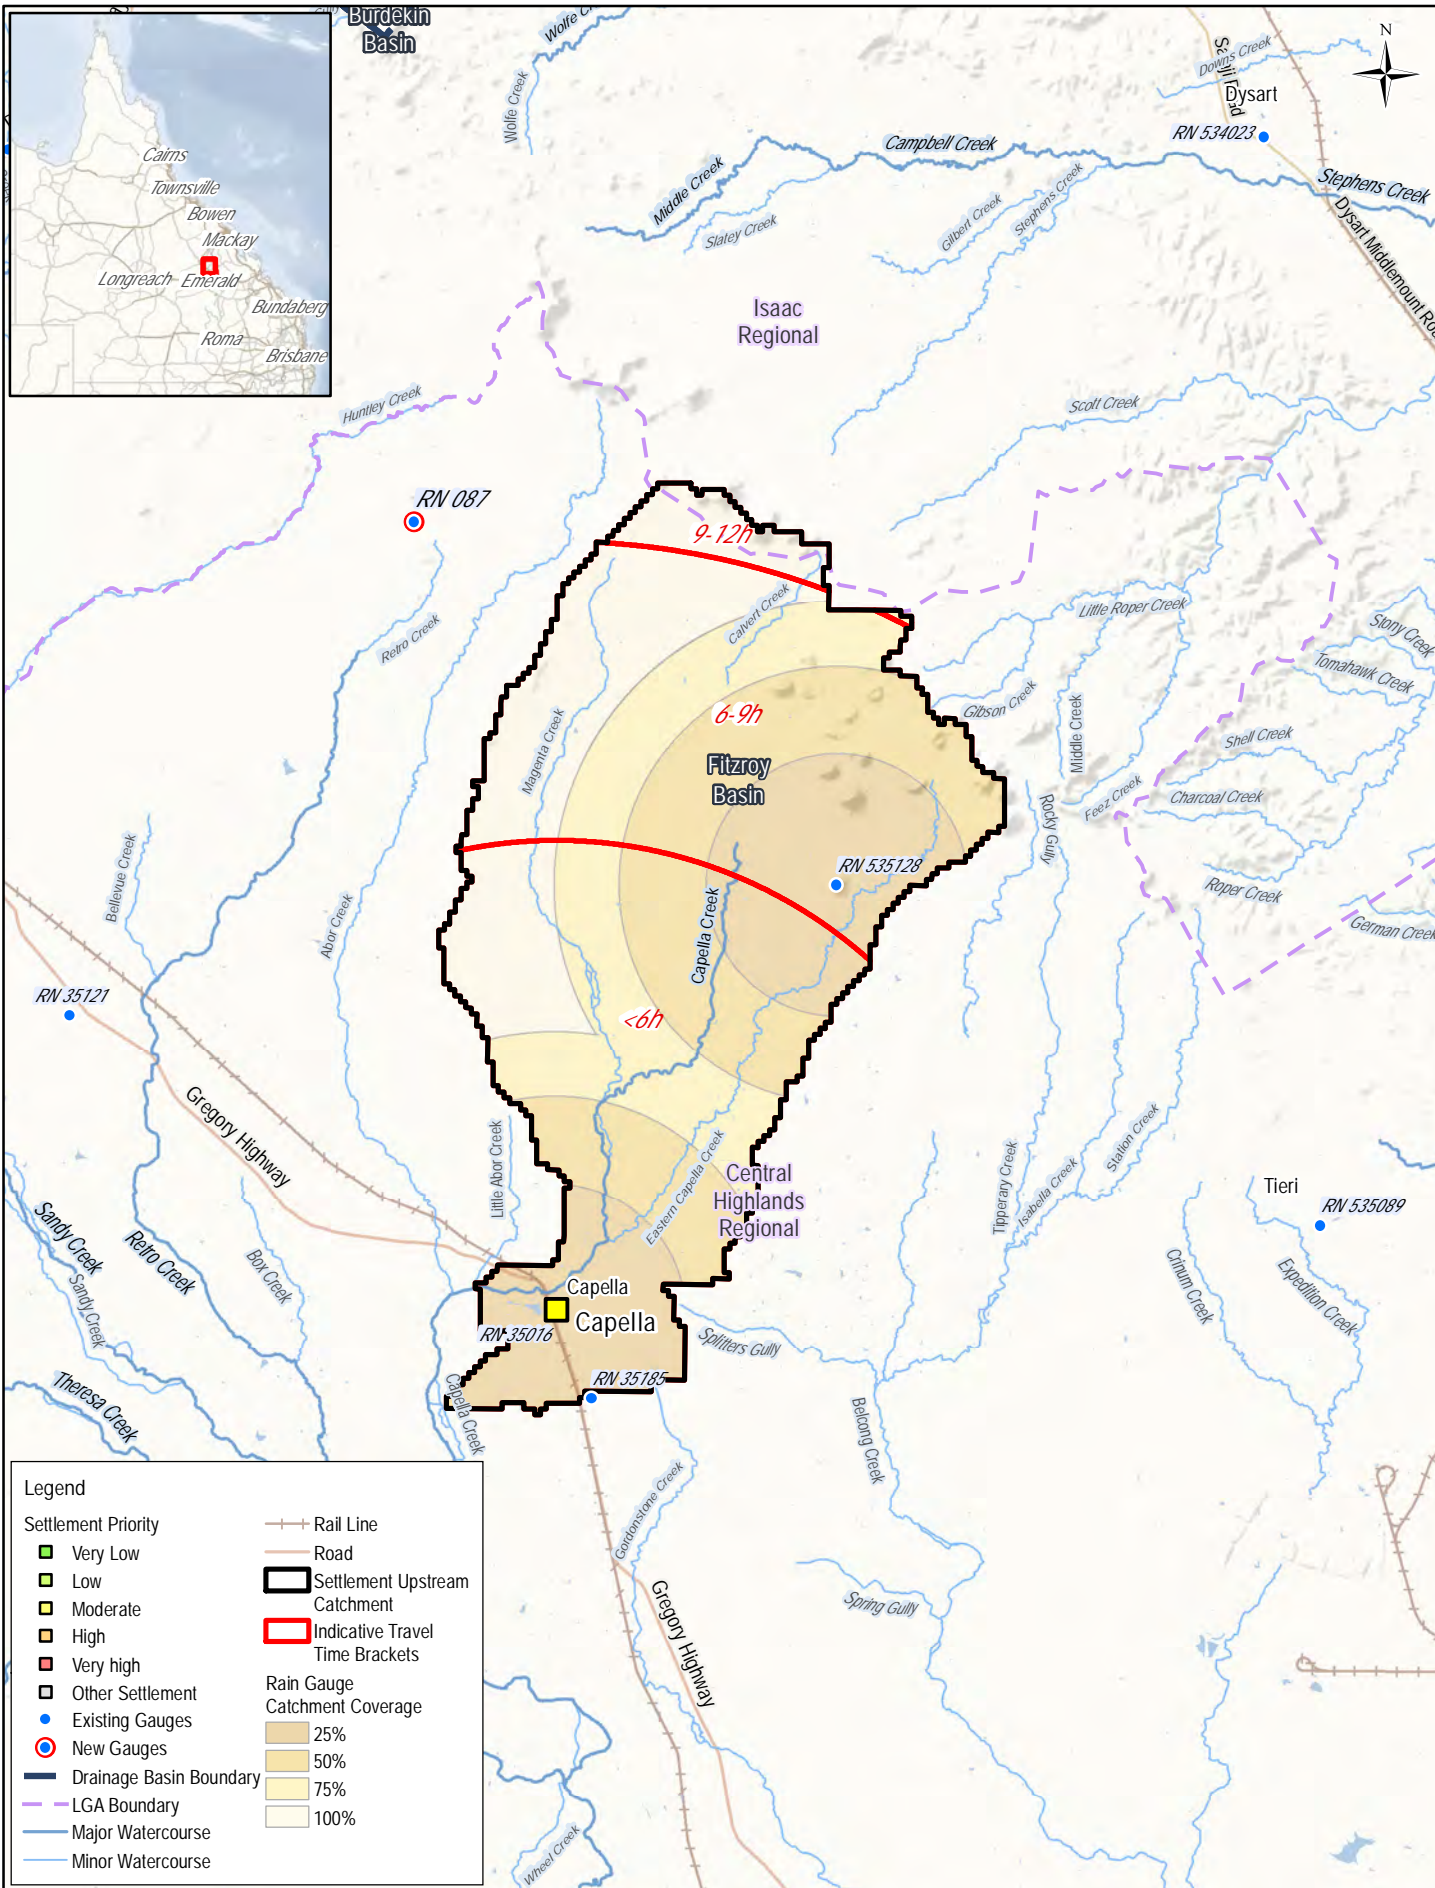 Burdekin
Basin
Wolfe Creek
Downs Creek
N
Dysart
RN 534023
Cairns
Townsville
Bowen
Mackay
Longreach
Emerald
Bundaberg
Roma
Brisbane
Campbell Creek
Middle Creek
Slatey Creek
Gilbert Creek
Stephens Creek
Stephens Creek
Dysart Middlemount
Isaac
Regional
Huntley Creek
Scott Creek
RN 087
9-12h
Calvert Creek
Retro Creek
Little Roper Creek
Stony Creek
Tomahawk Creek
Gibson Creek
Middle Creek
Shell Creek
Magenta Creek
6-9h
Fitzroy
Basin
Feez Creek
Charcoal Creek
Rocky Gully
RN 535128
Roper Creek
German Creek
Bellevue Creek
Abor Creek
Capella Creek
RN 35121
<6h
Gregory Highway
Little Abor Creek
Eastern Capella Creek
Central
Highlands
Regional
Tipperary Creek
Isabella Creek
Station Creek
Tieri
RN 535089
Sandy Creek
Sandy Creek
Retro Creek
Box Creek
Crinum Creek
Expedition Creek
Capella
Capella
RN 35016
Splitters Gully
RN 35185
Theresa Creek
Capella Creek
Belcong Creek
Gordonstone Creek
Spring Gully
Gregory Highway
Wheel Creek
Legend
Settlement Priority
Very Low
Low
Moderate
High
Very high
Other Settlement
Existing Gauges
New Gauges
Drainage Basin Boundary
LGA Boundary
Major Watercourse
Minor Watercourse
Rail Line
Road
Settlement Upstream
Catchment
Indicative Travel
Time Brackets
Rain Gauge
Catchment Coverage
25%
50%
75%
100%